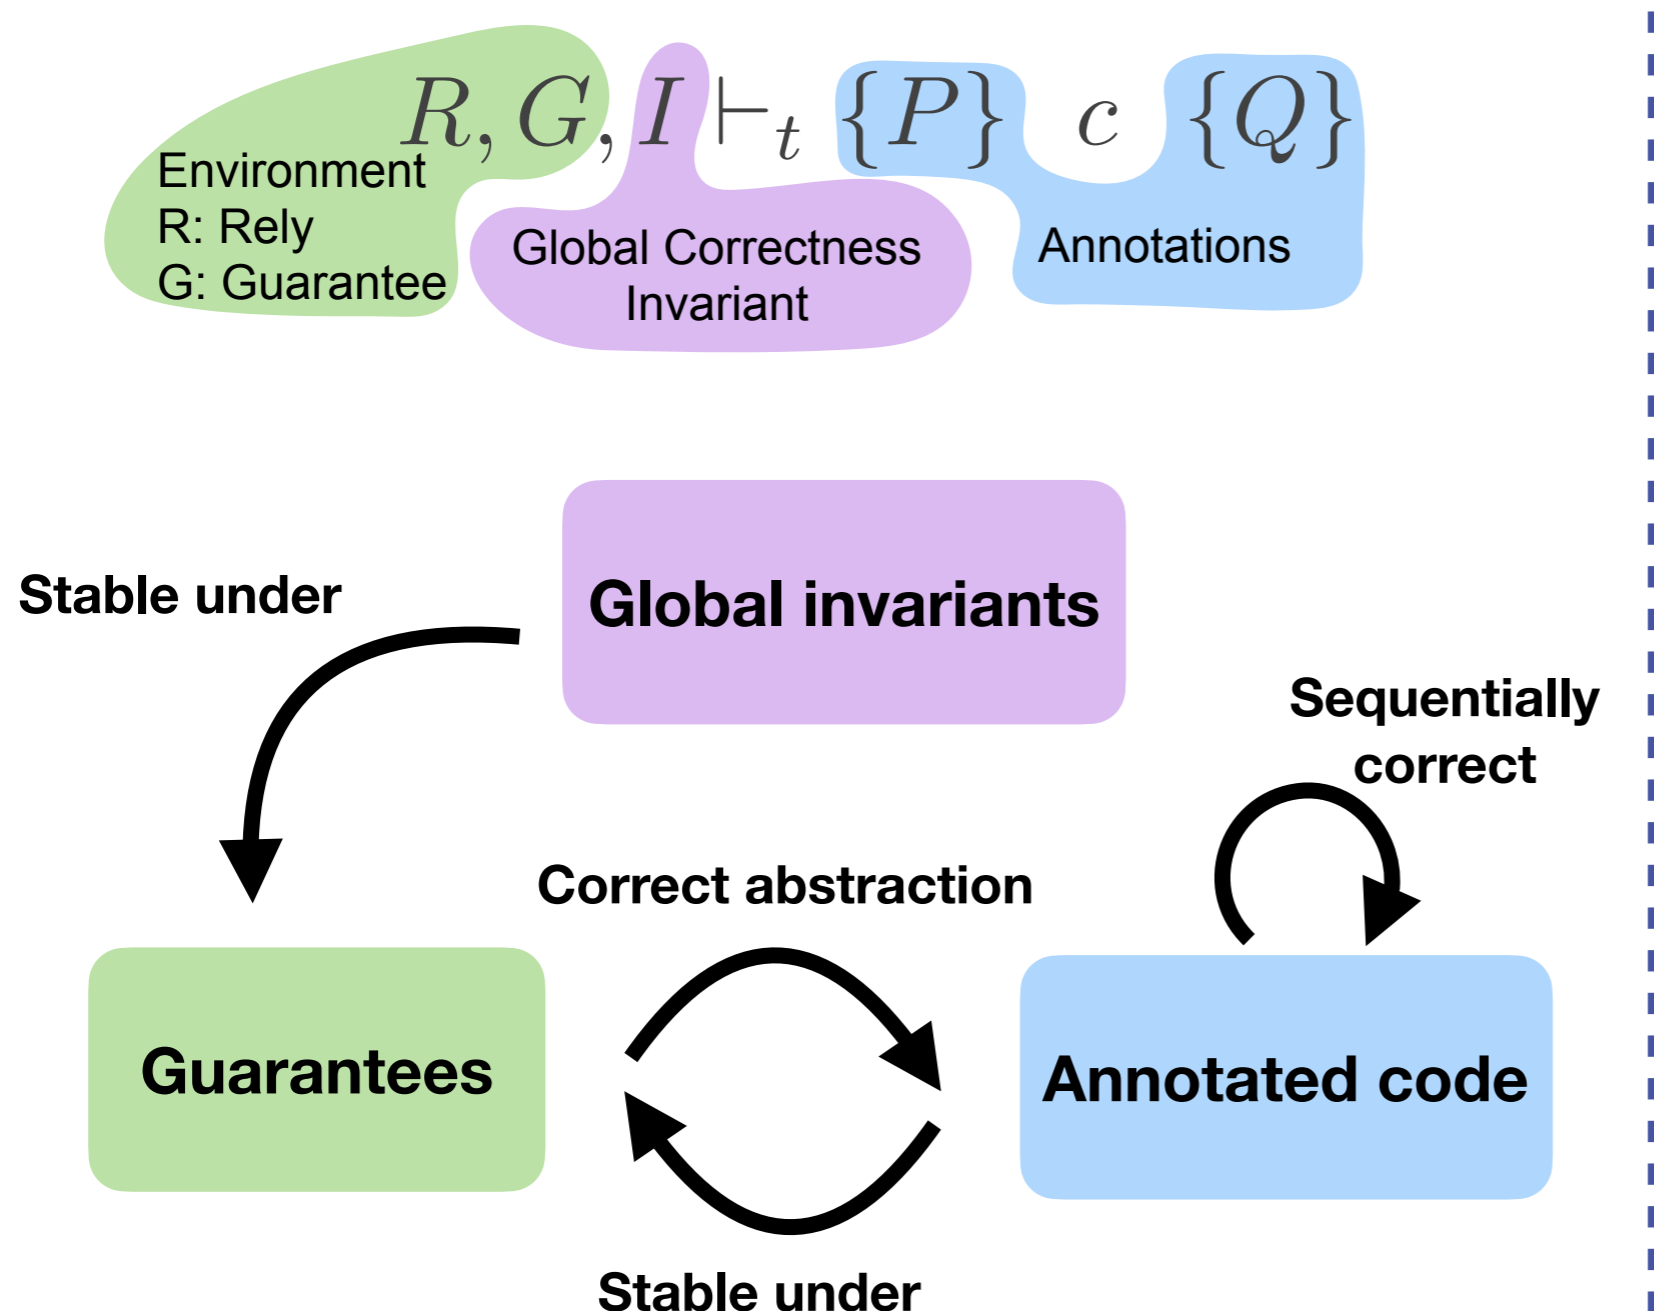 R, G, I ⊢t {P} c {Q}
Environment
R: Rely
G: Guarantee
Global Correctness
Invariant
Annotations
Global invariants
Stable under
Sequentially
correct
Correct abstraction
Guarantees
Annotated code
Stable under